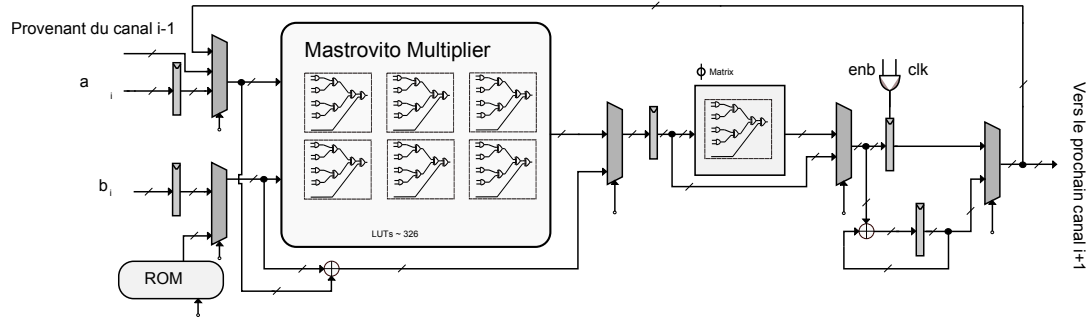 Provenant du canal i-1
a i
b i
ROM
Mastrovito Multiplier
LUTs ~ 326
ϕ Matrix
enb clk
Vers le prochain canal i+1